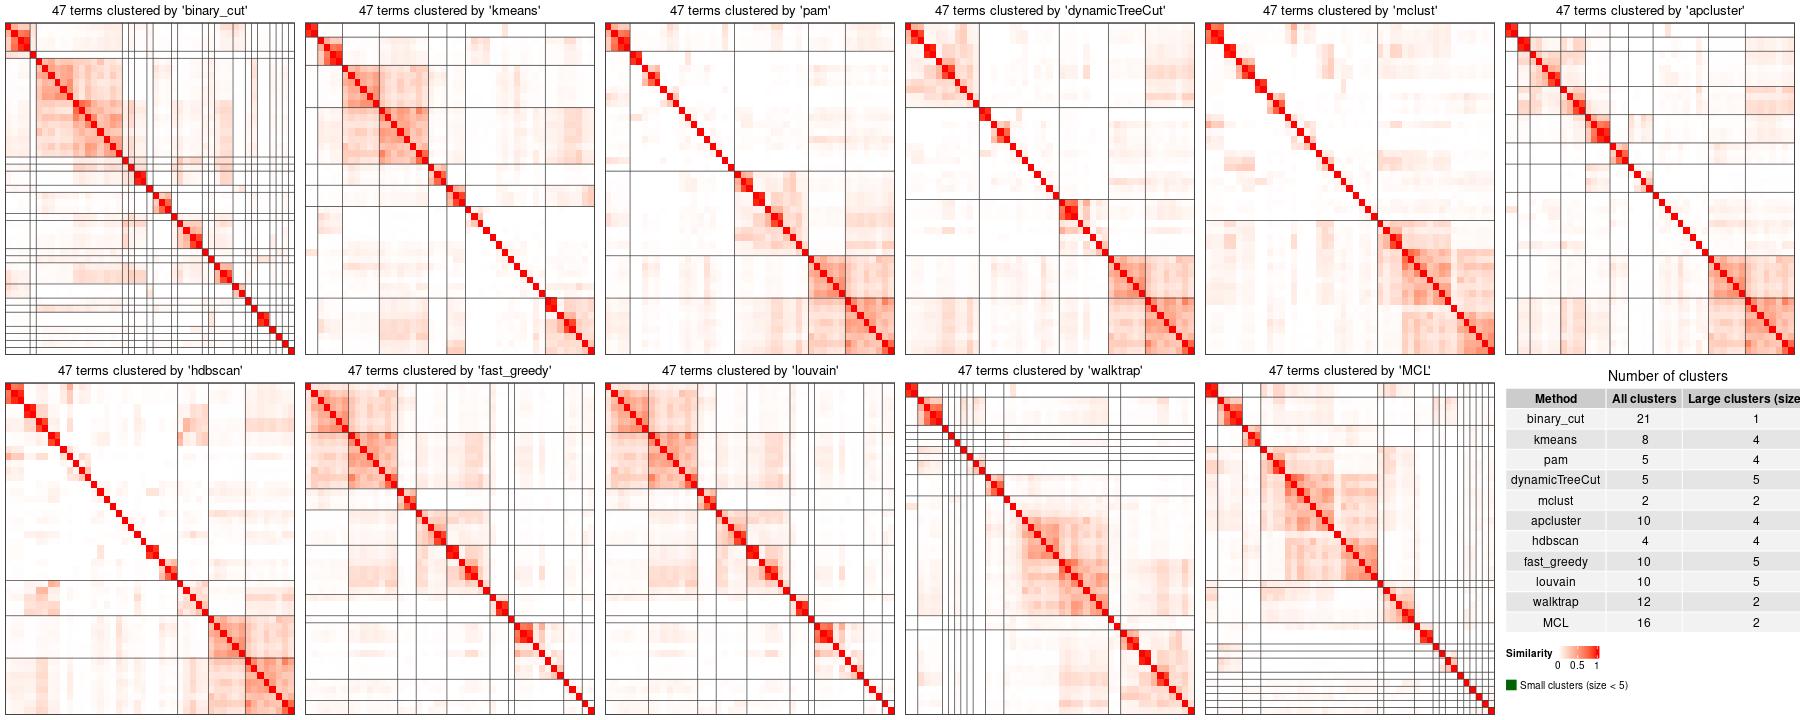 47 terms clustered by 'binary_cut'
47 terms clustered by 'kmeans'
47 terms clustered by 'pam'
47 terms clustered by 'dynamicTreeCut'
47 terms clustered by 'mclust'
47 terms clustered by 'apcluster'
47 terms clustered by 'hdbscan'
47 terms clustered by 'fast_greedy'
47 terms clustered by 'louvain'
47 terms clustered by 'walktrap'
47 terms clustered by 'MCL'
Number of clusters
Method All clusters Large clusters (size
binary_cut 21 1
kmeans 8 4
pam 5 4
dynamicTreeCut 5 5
mclust 2 2
apcluster 10 4
hdbscan 4 4
fast_greedy 10 5
louvain 10 5
walktrap 12 2
MCL 16 2
Similarity
0 0.5 1
Small clusters (size < 5)